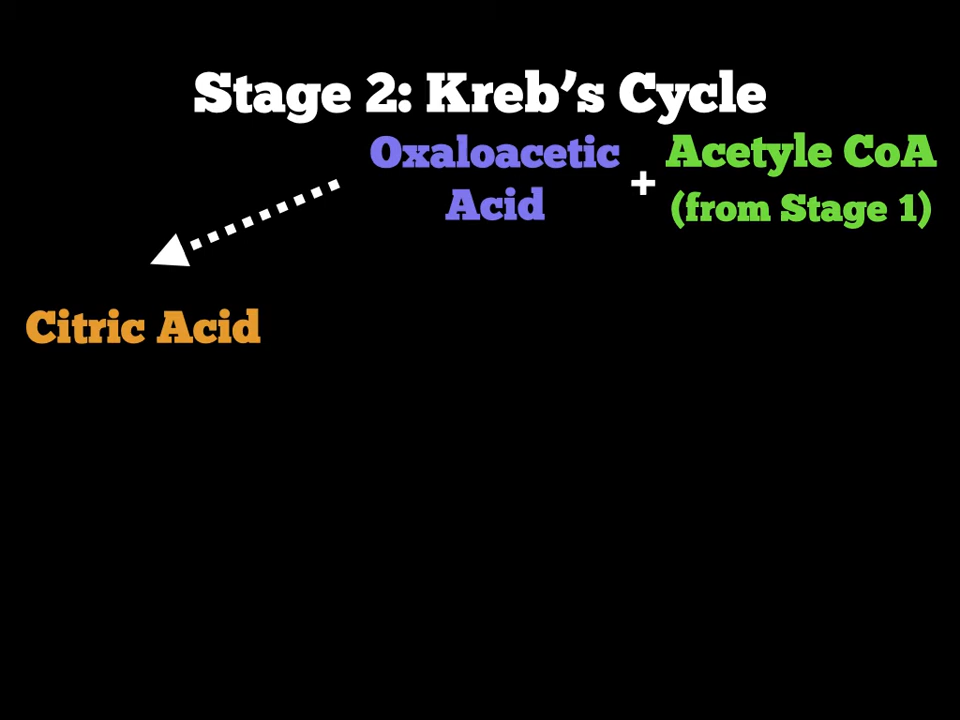 Stage 2: Kreb’s Cycle
Oxaloacetic
Acid
+
Acetyle CoA
(from Stage 1)
Citric Acid